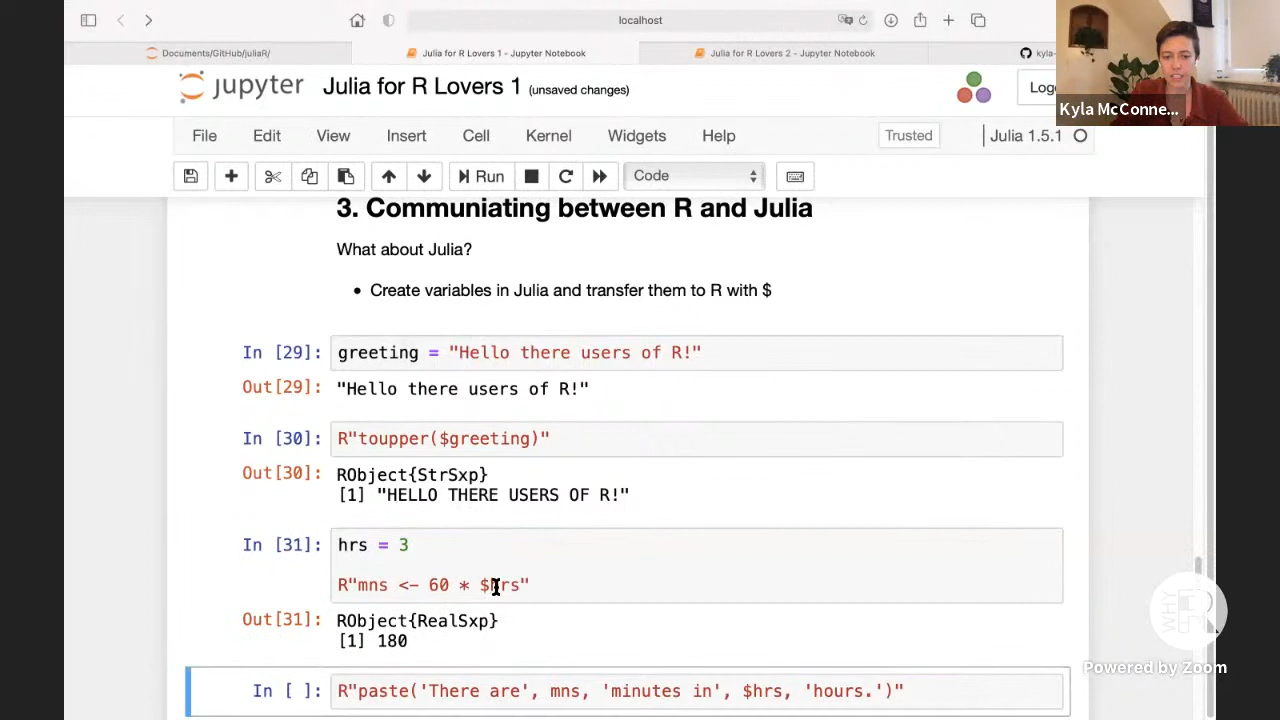 localhost
Documents/GitHub/juliaR/
Julia for R Lovers 1 - Jupyter Notebook
Julia for R Lovers 2 - Jupyter Notebook
kyla-
jupyter
Julia for R Lovers 1 (unsaved changes)
Kyla McConne...
File
Edit
View
Insert
Cell
Kernel
Widgets
Help
Trusted
Julia 1.5.1
Run
Code
3. Communiating between R and Julia
What about Julia?
• Create variables in Julia and transfer them to R with $
In [29]: greeting = "Hello there users of R!"
Out[29]: "Hello there users of R!"
In [30]: R"toupper($greeting)"
Out[30]: RObject{StrSxp}
[1] "HELLO THERE USERS OF R!"
In [31]: hrs = 3
R"mns <- 60 * $hrs"
Out[31]: RObject{RealSxp}
[1] 180
In [ ]: R"paste('There are', mns, 'minutes in', $hrs, 'hours.')"
WHY R
Powered by Zoom